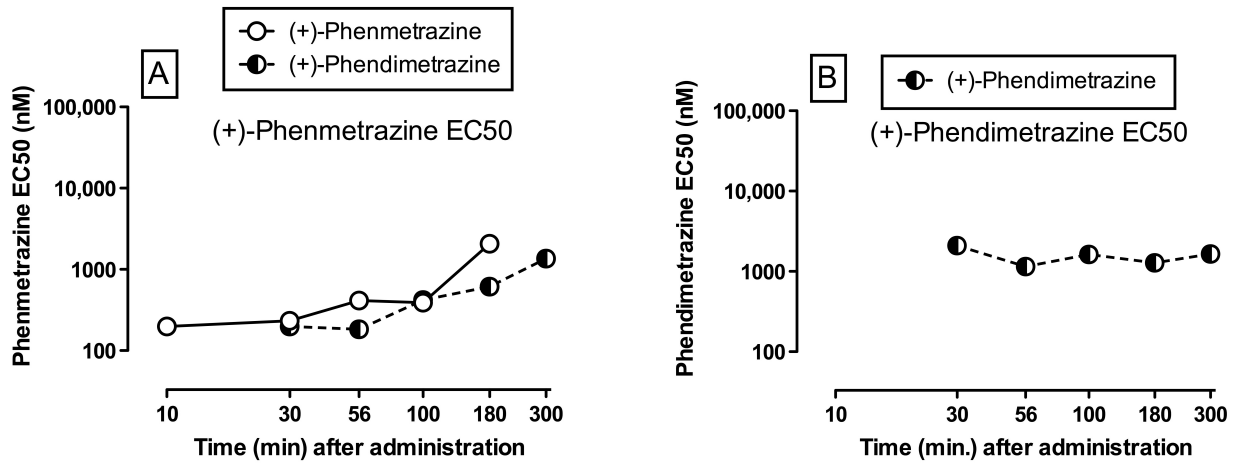 (+)-Phenmetrazine
(+)-Phendimetrazine
A
(+)-Phenmetrazine EC50
Phenmetrazine EC50 (nM)
100,000
10,000
1000
100
10 30 56 100 180 300
Time (min) after administration
(+)-Phendimetrazine
B
(+)-Phendimetrazine EC50
Phendimetrazine EC50 (nM)
100,000
10,000
1000
100
10 30 56 100 180 300
Time (min.) after administration